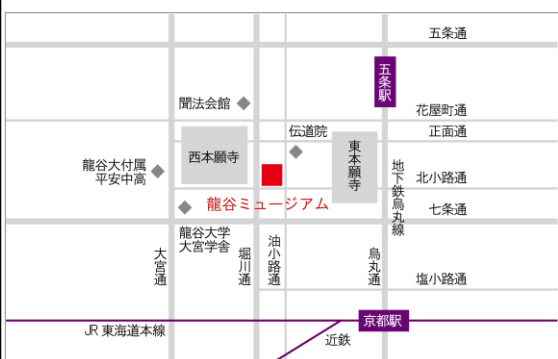 五条通
五条駅
聞法会館
花屋町通
伝道院
正面通
西本願寺
東本願寺
龍谷大付属
平安中高
地下鉄烏丸線
北小路通
龍谷ミュージアム
七条通
龍谷大学
大宮学舎
大宮通
堀川通
油小路通
烏丸通
塩小路通
京都駅
JR東海道本線
近鉄